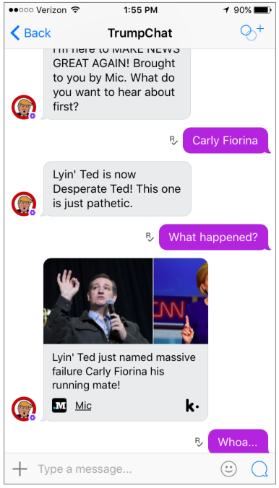 Verizon 1:55 PM 90%
Back TrumpChat
I'm here to MAKE NEWS
GREAT AGAIN! Brought
to you by Mic. What do
you want to hear about
first?
Carly Fiorina
Lyin' Ted is now
Desperate Ted! This one
is just pathetic.
What happened?
CNN
Lyin' Ted just named massive
failure Carly Fiorina his
running mate!
.M Mic k·
Whoa...
Type a message...